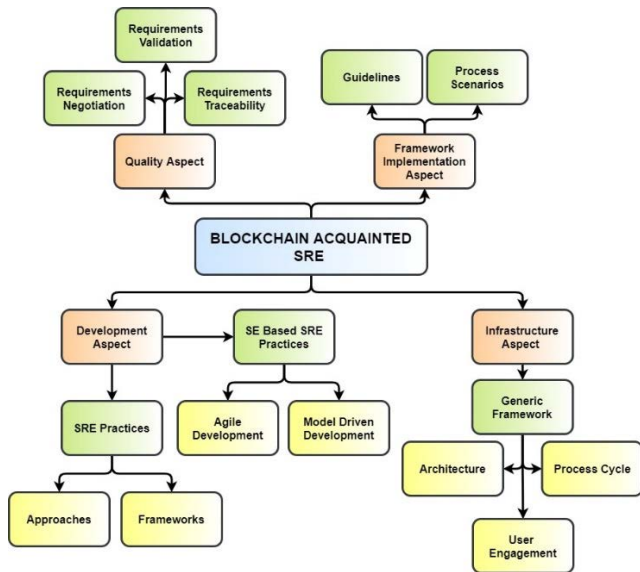 Requirements
Validation
Requirements
Negotiation
Requirements
Traceability
Guidelines
Process
Scenarios
Quality Aspect
Framework
Implementation
Aspect
BLOCKCHAIN ACQUAINTED
SRE
Development
Aspect
SE Based SRE
Practices
Infrastructure
Aspect
SRE Practices
Agile
Development
Model Driven
Development
Generic
Framework
Architecture
Process Cycle
Approaches
Frameworks
User
Engagement